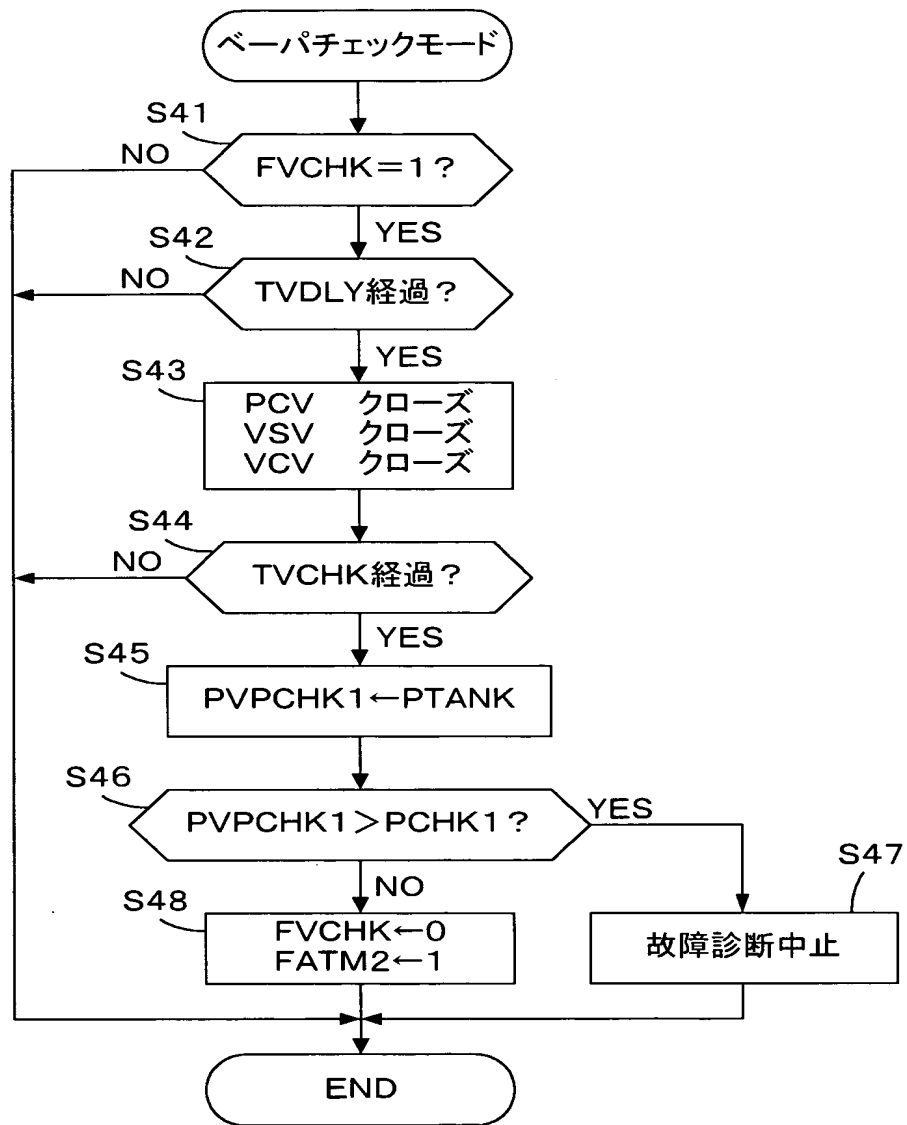 ベーパチェックモード
S41
NO
FVCHK=1?
YES
S42
NO
TVDLY経過?
YES
S43
PCV クローズ
VSV クローズ
VCV クローズ
S44
NO
TVCHK経過?
YES
S45
PVPCHK1←PTANK
S46
PVPCHK1>PCHK1?
YES
NO
S47
故障診断中止
S48
FVCHK←0
FATM2←1
END